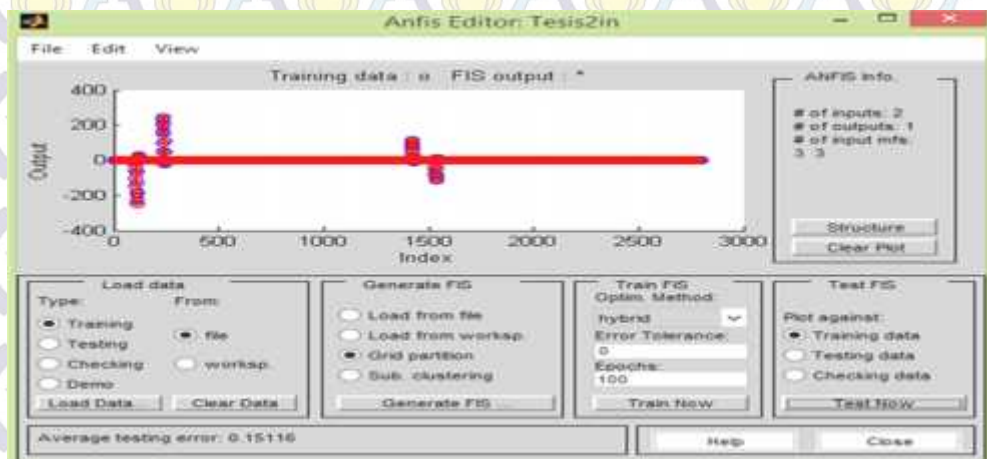 Anfis Editor: Tesis2in
File Edit View
Training data : o FIS output : *
400
200
0
-200
-400
Output
0 500 1000 1500 2000 2500 3000
Index
ANFIS Info.
# of inputs: 2
# of outputs: 1
# of input mfs:
3 3
Structure
Clear Plot
Load data
Type: From:
Training
Testing
Checking
Demo
file
worksp.
Load Data... Clear Data
Generate FIS
Load from file
Load from worksp.
Grid partition
Sub. clustering
Generate FIS ...
Train FIS
Optim. Method:
hybrid
Error Tolerance:
0
Epochs:
100
Train Now
Test FIS
Plot against:
Training data
Testing data
Checking data
Test Now
Average testing error: 0.15116
Help Close